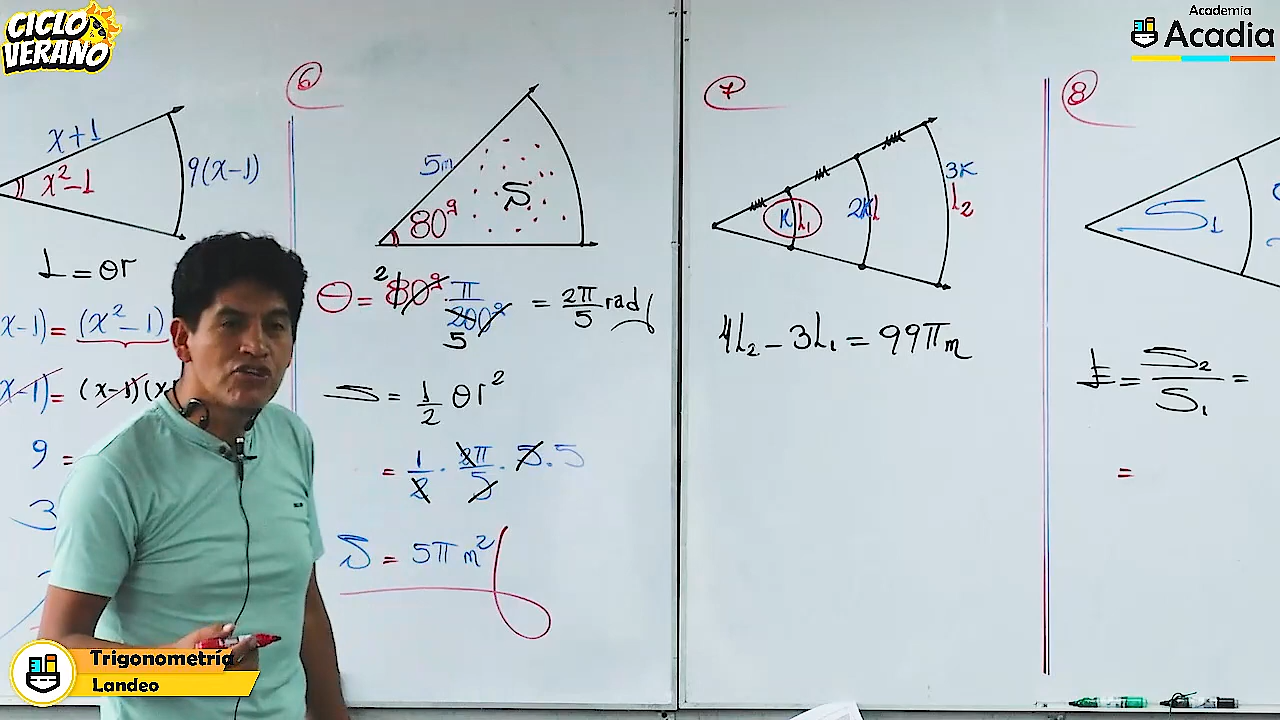 CICLO
VERANO
Academia
Acadia
x+1
x²-1
9(x-1)
L = θr
x-1) = (x²-1)
x-1) = (x-1)(x
9 =
3
6
5m
80ᵍ
S
θ = 80ᵍ π/200ᵍ = 2π/5 rad
2
5
S = 1/2 θr²
= 1/2 · 2π/5 · 5 · 5
S = 5π m²
7
K L₁
2K L
3K
L₂
4L₂ - 3L₁ = 99π m
8
S₁
E = S₂/S₁ =
=
Trigonometría
Landeo